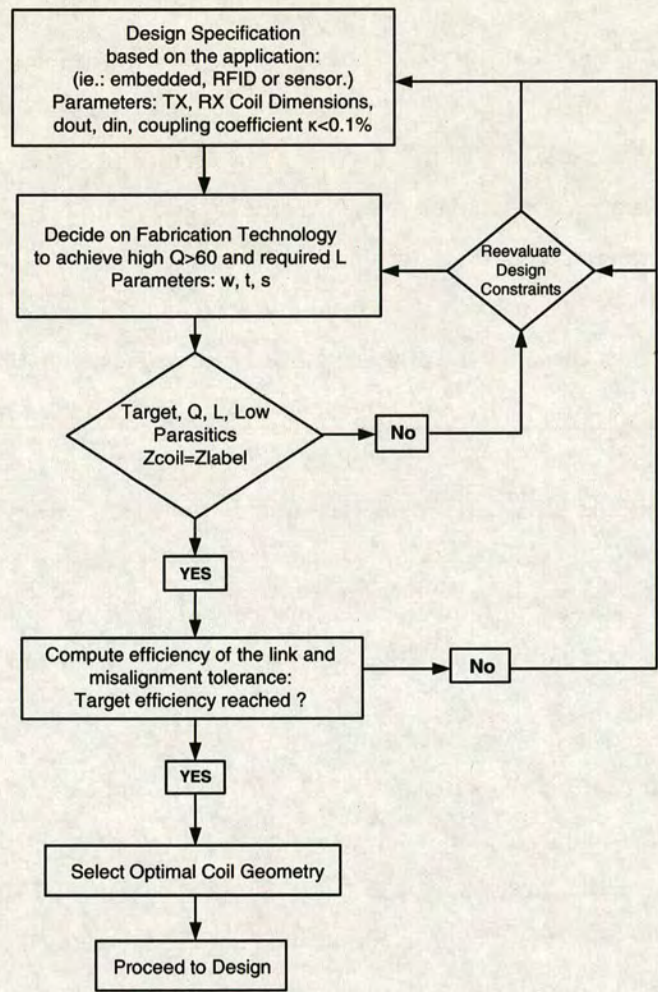 Design Specification
based on the application:
(ie.: embedded, RFID or sensor.)
Parameters: TX, RX Coil Dimensions,
dout, din, coupling coefficient κ<0.1%
Decide on Fabrication Technology
to achieve high Q>60 and required L
Parameters: w, t, s
Reevaluate
Design
Constraints
Target, Q, L, Low
Parasitics
Zcoil=Zlabel
No
YES
Compute efficiency of the link and
misalignment tolerance:
Target efficiency reached ?
No
YES
Select Optimal Coil Geometry
Proceed to Design